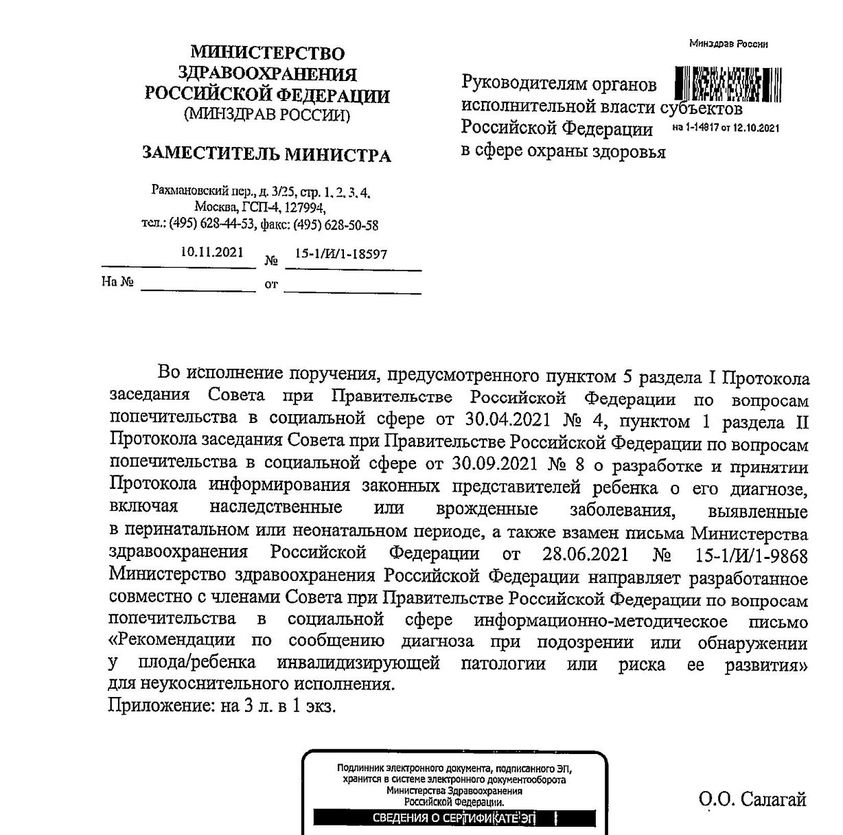 МИНИСТЕРСТВО
ЗДРАВООХРАНЕНИЯ
РОССИЙСКОЙ ФЕДЕРАЦИИ
(МИНЗДРАВ РОССИИ)
ЗАМЕСТИТЕЛЬ МИНИСТРА
Рахмановский пер., д. 3/25, стр. 1, 2, 3, 4,
Москва, ГСП-4, 127994,
тел.: (495) 628-44-53, факс: (495) 628-50-58
10.11.2021 № 15-1/И/1-18597
На № от
Минздрав России
Руководителям органов
исполнительной власти субъектов
Российской Федерации
на 1-14817 от 12.10.2021
в сфере охраны здоровья
Во исполнение поручения, предусмотренного пунктом 5 раздела I Протокола
заседания Совета при Правительстве Российской Федерации по вопросам
попечительства в социальной сфере от 30.04.2021 № 4, пунктом 1 раздела II
Протокола заседания Совета при Правительстве Российской Федерации по вопросам
попечительства в социальной сфере от 30.09.2021 № 8 о разработке и принятии
Протокола информирования законных представителей ребенка о его диагнозе,
включая наследственные или врожденные заболевания, выявленные
в перинатальном или неонатальном периоде, а также взамен письма Министерства
здравоохранения Российской Федерации от 28.06.2021 № 15-1/И/1-9868
Министерство здравоохранения Российской Федерации направляет разработанное
совместно с членами Совета при Правительстве Российской Федерации по вопросам
попечительства в социальной сфере информационно-методическое письмо
«Рекомендации по сообщению диагноза при подозрении или обнаружении
у плода/ребенка инвалидизирующей патологии или риска ее развития»
для неукоснительного исполнения.
Приложение: на 3 л. в 1 экз.
Подлинник электронного документа, подписанного ЭП,
хранится в системе электронного документооборота
Министерства Здравоохранения
Российской Федерации.
СВЕДЕНИЯ О СЕРТИФИКАТЕ ЭП
О.О. Салагай